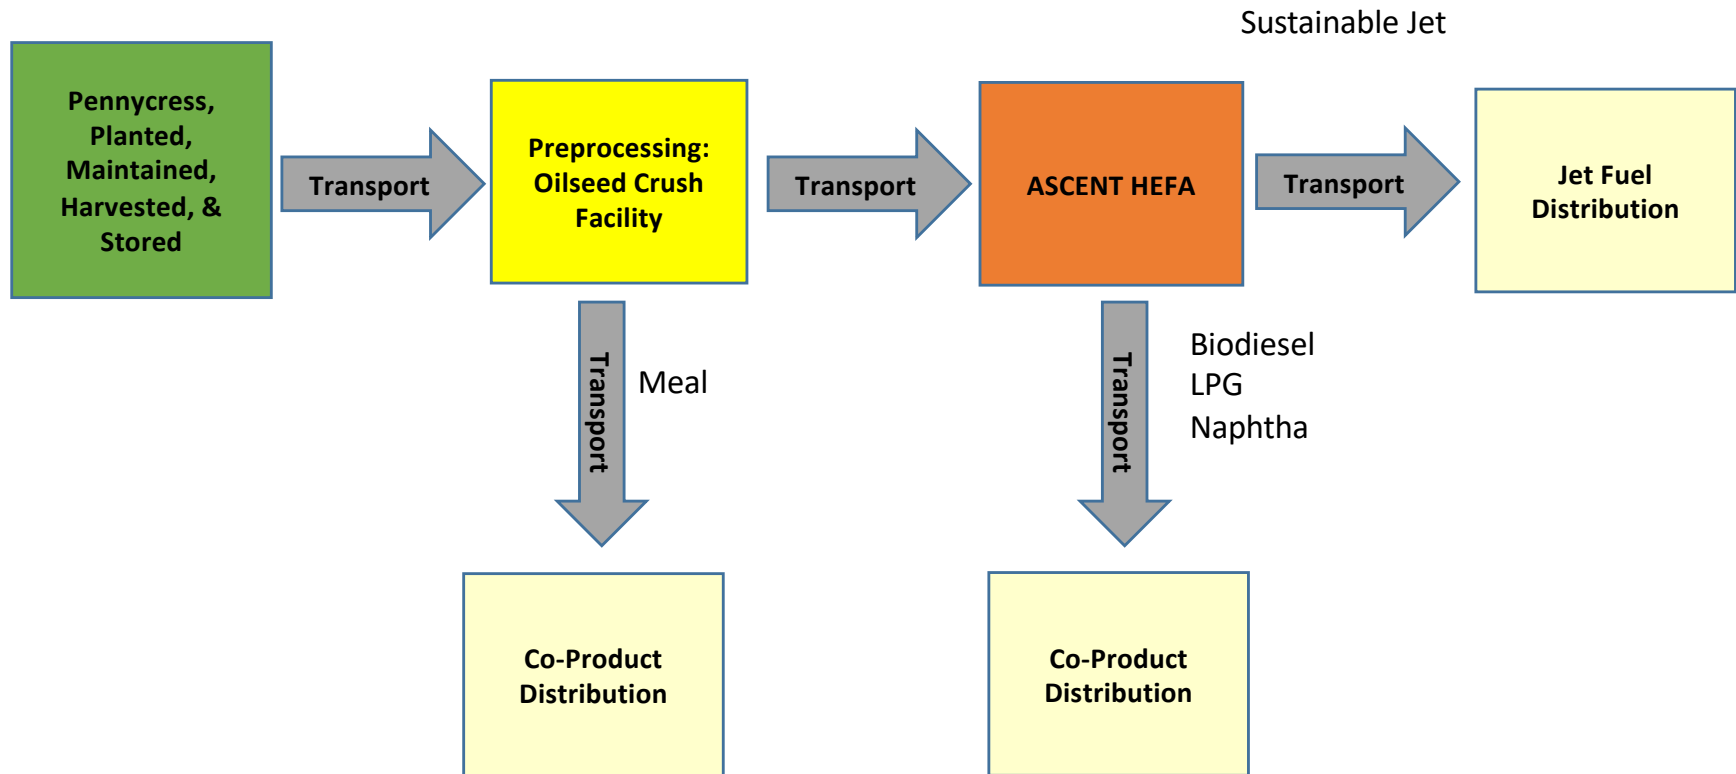 Sustainable Jet
Pennycress,
Planted,
Maintained,
Harvested, &
Stored
Transport
Preprocessing:
Oilseed Crush
Facility
Transport
ASCENT HEFA
Transport
Jet Fuel
Distribution
Transport
Meal
Transport
Biodiesel
LPG
Naphtha
Co-Product
Distribution
Co-Product
Distribution